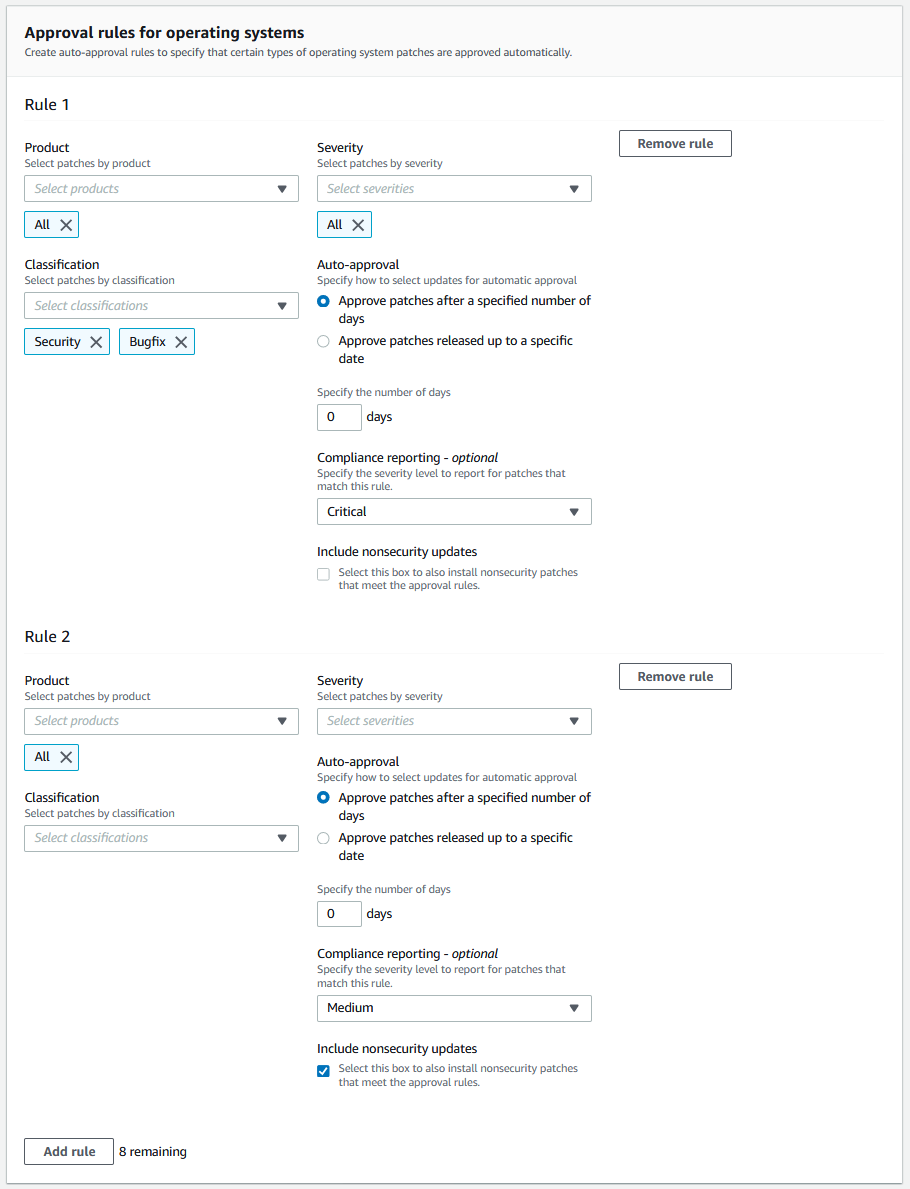 Approval rules for operating systems
Create auto-approval rules to specify that certain types of operating system patches are approved automatically.
Rule 1
Remove rule
Product
Select patches by product
Select products
All
Severity
Select patches by severity
Select severities
All
Classification
Select patches by classification
Select classifications
Security
Bugfix
Auto-approval
Specify how to select updates for automatic approval
Approve patches after a specified number of
days
Approve patches released up to a specific
date
Specify the number of days
0 days
Compliance reporting - optional
Specify the severity level to report for patches that
match this rule.
Critical
Include nonsecurity updates
Select this box to also install nonsecurity patches
that meet the approval rules.
Rule 2
Remove rule
Product
Select patches by product
Select products
All
Severity
Select patches by severity
Select severities
Classification
Select patches by classification
Select classifications
Auto-approval
Specify how to select updates for automatic approval
Approve patches after a specified number of
days
Approve patches released up to a specific
date
Specify the number of days
0 days
Compliance reporting - optional
Specify the severity level to report for patches that
match this rule.
Medium
Include nonsecurity updates
Select this box to also install nonsecurity patches
that meet the approval rules.
Add rule 8 remaining